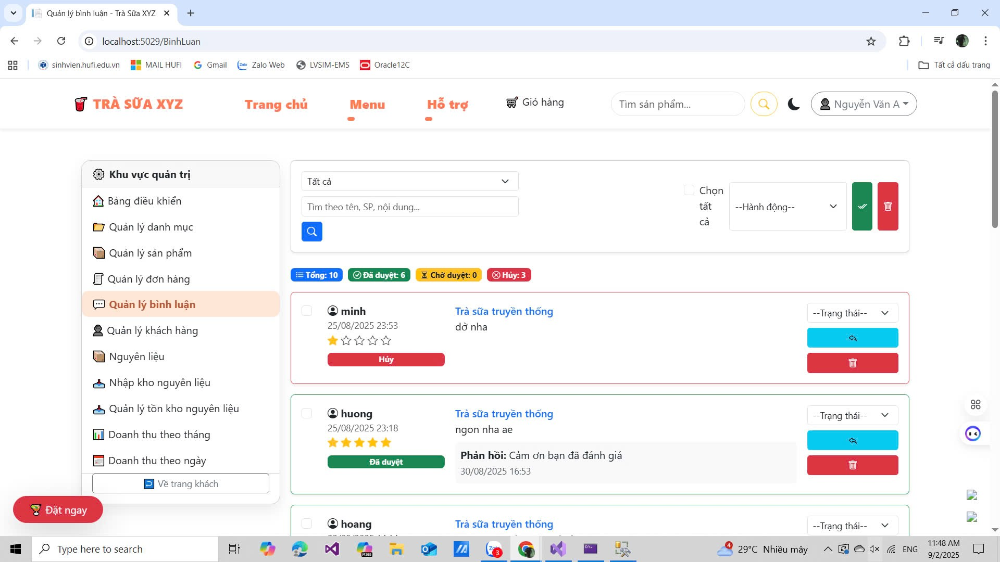 Quản lý bình luận - Trà Sữa XYZ
localhost:5029/BinhLuan
sinhvien.hufi.edu.vn
MAIL HUFI
Gmail
Zalo Web
LVSIM-EMS
Oracle12C
Tất cả dấu trang
TRÀ SỮA XYZ
Trang chủ
Menu
Hỗ trợ
Giỏ hàng
Tìm sản phẩm...
Nguyễn Văn A
Khu vực quản trị
Bảng điều khiển
Quản lý danh mục
Quản lý sản phẩm
Quản lý đơn hàng
Quản lý bình luận
Quản lý khách hàng
Nguyên liệu
Nhập kho nguyên liệu
Quản lý tồn kho nguyên liệu
Doanh thu theo tháng
Doanh thu theo ngày
Về trang khách
Đặt ngay
Tất cả
Tìm theo tên, SP, nội dung...
Chọn
tất
cả
--Hành động--
Tổng: 10
Đã duyệt: 6
Chờ duyệt: 0
Hủy: 3
minh
25/08/2025 23:53
Hủy
Trà sữa truyền thống
dở nha
--Trạng thái--
huong
25/08/2025 23:18
Đã duyệt
Trà sữa truyền thống
ngon nha ae
Phản hồi: Cảm ơn bạn đã đánh giá
30/08/2025 16:53
--Trạng thái--
hoang
Trà sữa truyền thống
--Trạng thái--
Type here to search
M365
Zalo
3
4
29°C Nhiều mây
ENG
11:48 AM
9/2/2025